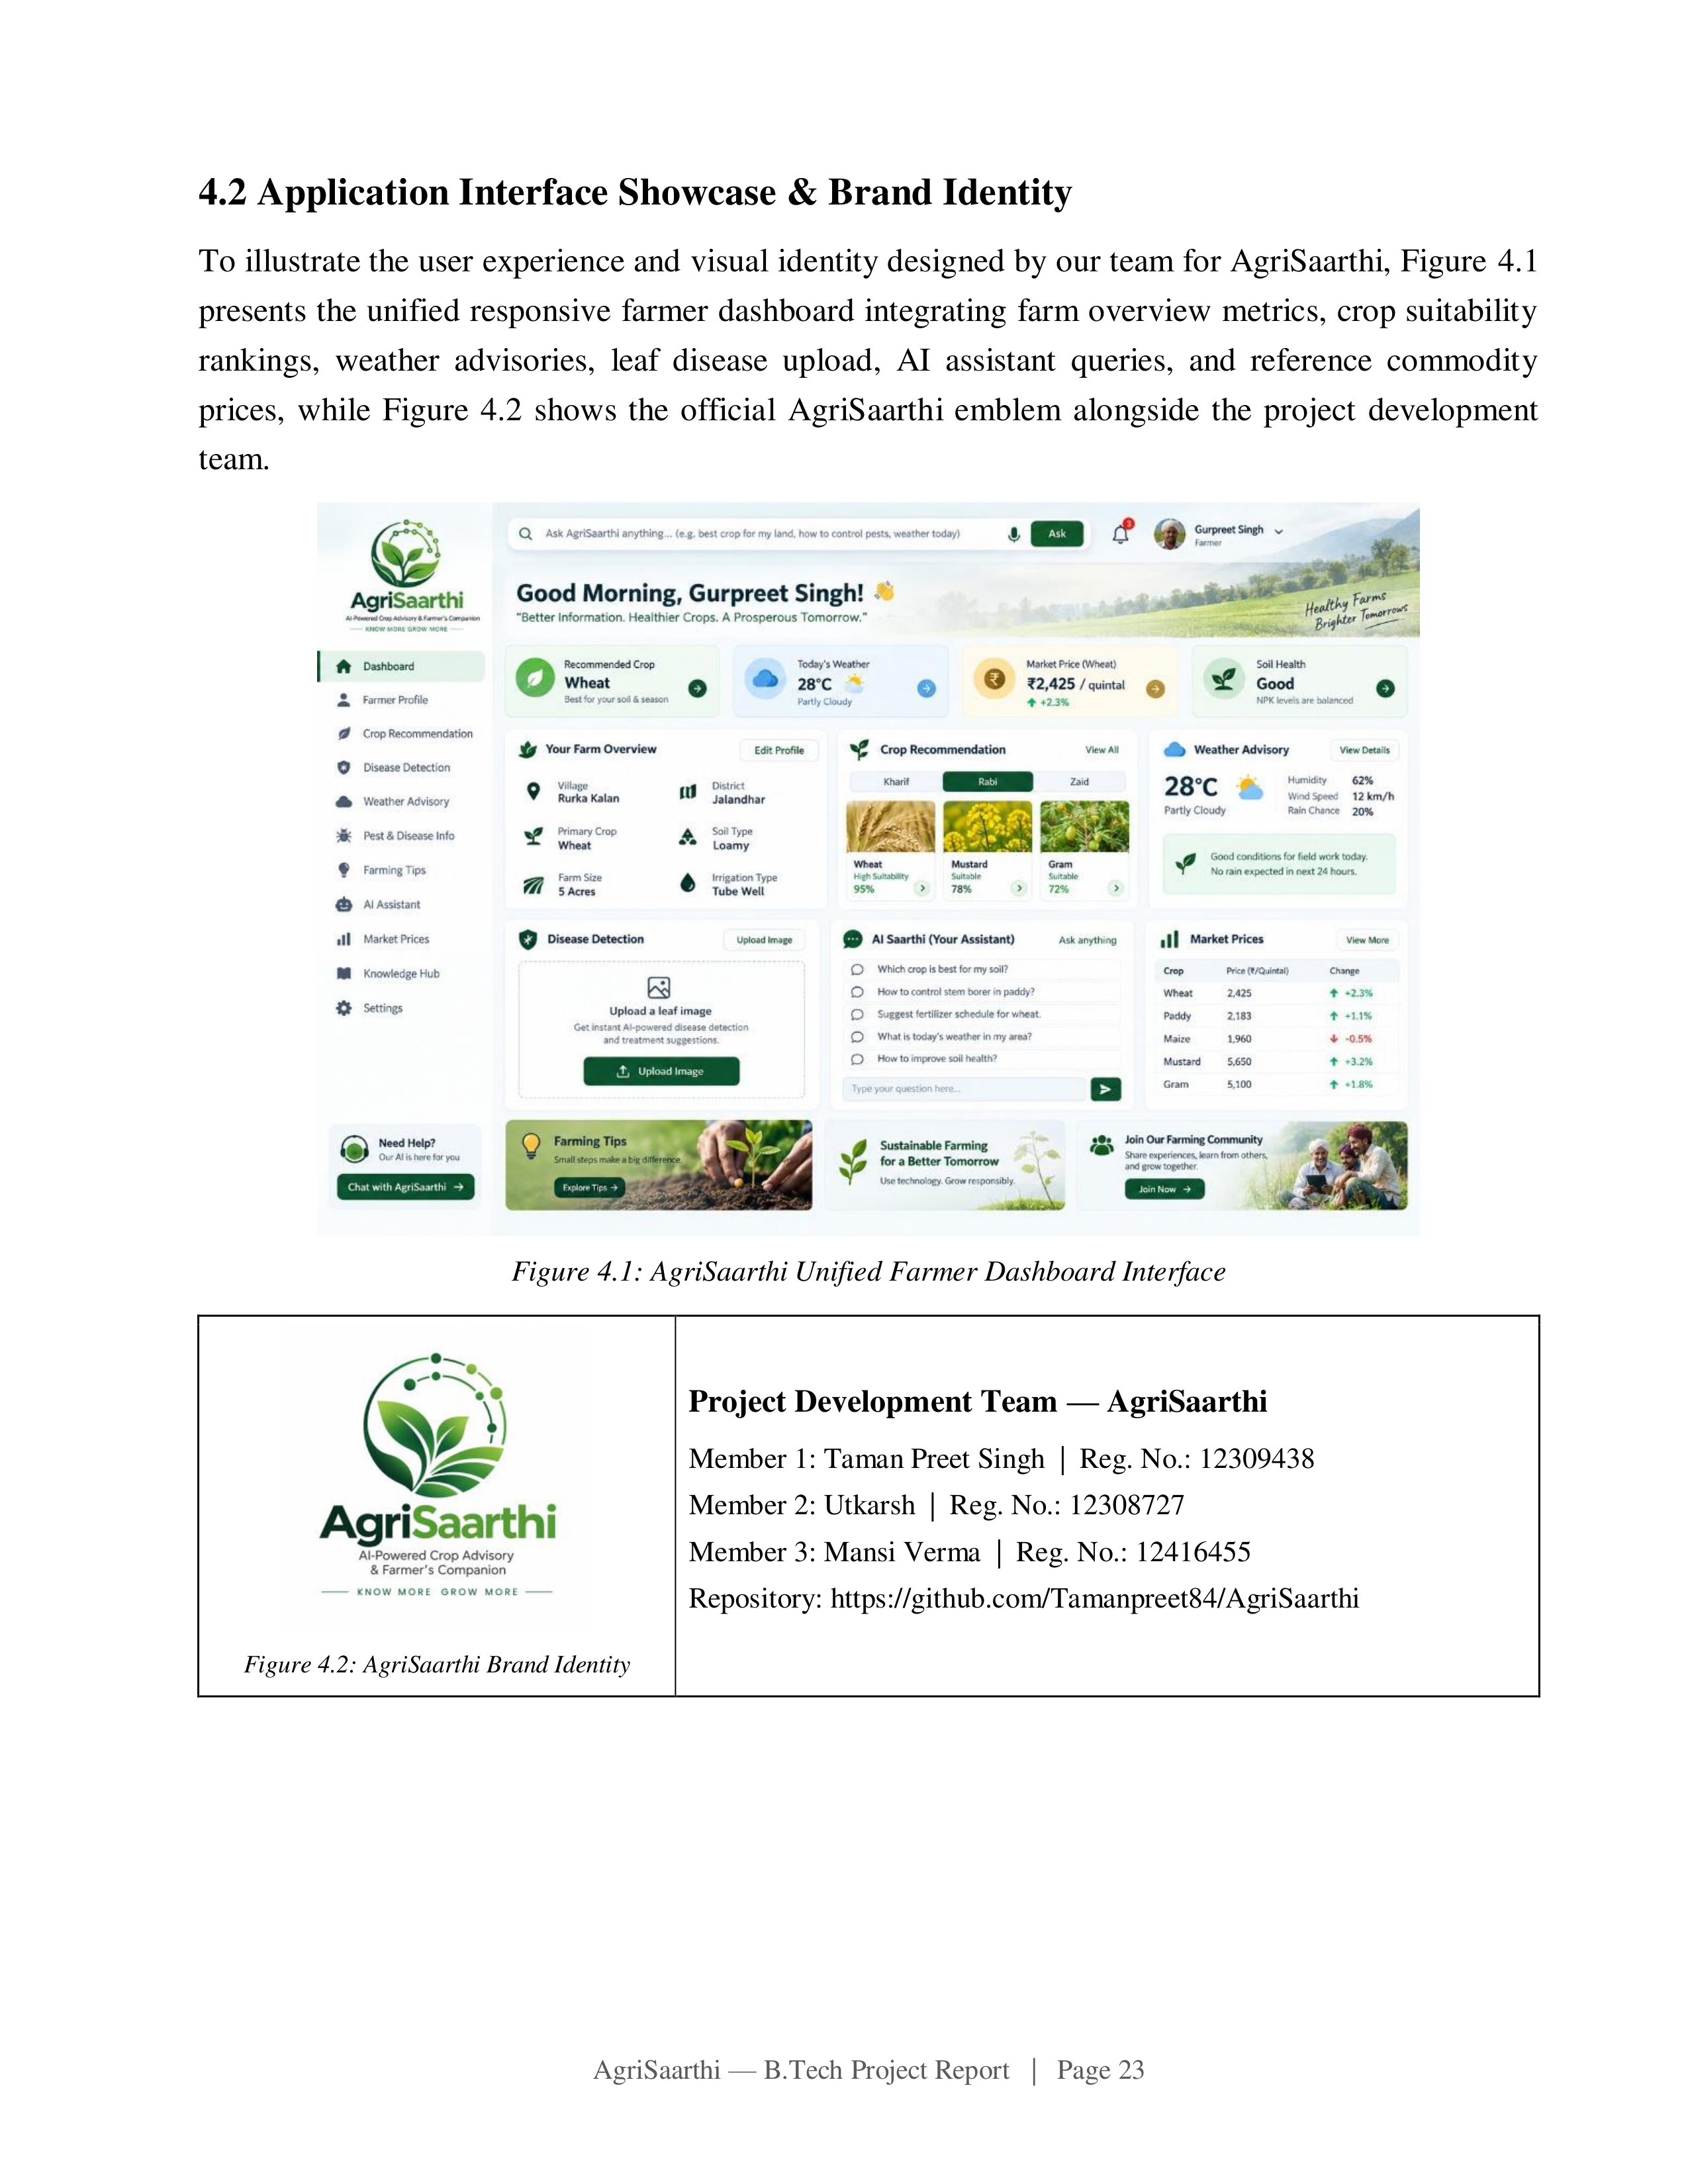 4.2 Application Interface Showcase & Brand Identity
To illustrate the user experience and visual identity designed by our team for AgriSaarthi, Figure 4.1
presents the unified responsive farmer dashboard integrating farm overview metrics, crop suitability
rankings, weather advisories, leaf disease upload, AI assistant queries, and reference commodity
prices, while Figure 4.2 shows the official AgriSaarthi emblem alongside the project development
team.
AgriSaarthi
AI-Powered Crop Advisory & Farmer's Companion
KNOW MORE GROW MORE
Dashboard
Farmer Profile
Crop Recommendation
Disease Detection
Weather Advisory
Pest & Disease Info
Farming Tips
AI Assistant
Market Prices
Knowledge Hub
Settings
Need Help?
Our AI is here for you
Chat with AgriSaarthi →
Ask AgriSaarthi anything... (e.g. best crop for my land, how to control pests, weather today)
Ask
3
Gurpreet Singh
Farmer
Good Morning, Gurpreet Singh! 👋
"Better Information. Healthier Crops. A Prosperous Tomorrow."
Healthy Farms
Brighter Tomorrows
Recommended Crop
Wheat
Best for your soil & season
Today's Weather
28°C
Partly Cloudy
Market Price (Wheat)
₹2,425 / quintal
↑ +2.3%
Soil Health
Good
NPK levels are balanced
Your Farm Overview
Edit Profile
Village
Rurka Kalan
District
Jalandhar
Primary Crop
Wheat
Soil Type
Loamy
Farm Size
5 Acres
Irrigation Type
Tube Well
Crop Recommendation
View All
Kharif
Rabi
Zaid
Wheat
High Suitability
95%
Mustard
Suitable
78%
Gram
Suitable
72%
Weather Advisory
View Details
28°C
Partly Cloudy
Humidity 62%
Wind Speed 12 km/h
Rain Chance 20%
Good conditions for field work today.
No rain expected in next 24 hours.
Disease Detection
Upload Image
Upload a leaf image
Get instant AI-powered disease detection
and treatment suggestions.
Upload Image
AI Saarthi (Your Assistant)
Ask anything
Which crop is best for my soil?
How to control stem borer in paddy?
Suggest fertilizer schedule for wheat.
What is today's weather in my area?
How to improve soil health?
Type your question here...
Market Prices
View More
Crop Price (₹/Quintal) Change
Wheat 2,425 ↑ +2.3%
Paddy 2,183 ↑ +1.1%
Maize 1,960 ↓ -0.5%
Mustard 5,650 ↑ +3.2%
Gram 5,100 ↑ +1.8%
Farming Tips
Small steps make a big difference.
Explore Tips →
Sustainable Farming
for a Better Tomorrow
Use technology. Grow responsibly.
Join Our Farming Community
Share experiences, learn from others,
and grow together.
Join Now →
Figure 4.1: AgriSaarthi Unified Farmer Dashboard Interface
AgriSaarthi
AI-Powered Crop Advisory
& Farmer's Companion
KNOW MORE GROW MORE
Figure 4.2: AgriSaarthi Brand Identity
Project Development Team — AgriSaarthi
Member 1: Taman Preet Singh | Reg. No.: 12309438
Member 2: Utkarsh | Reg. No.: 12308727
Member 3: Mansi Verma | Reg. No.: 12416455
Repository: https://github.com/Tamanpreet84/AgriSaarthi
AgriSaarthi — B.Tech Project Report | Page 23